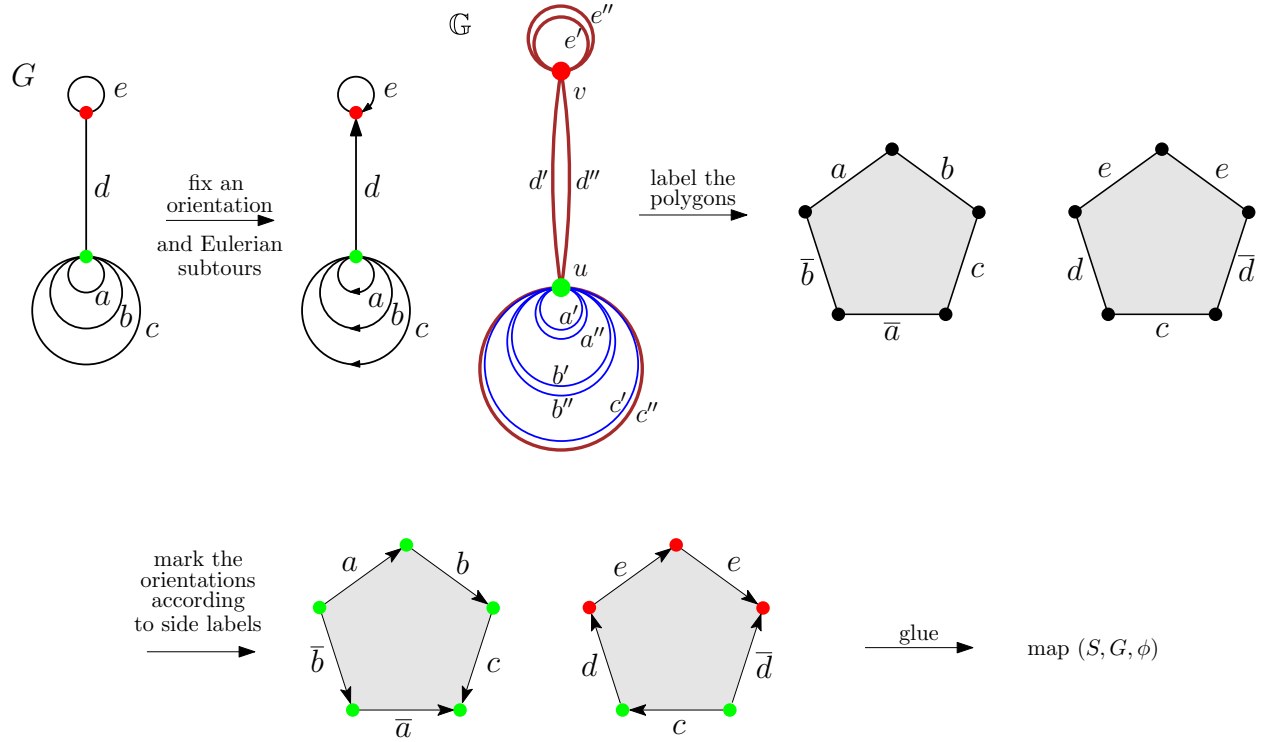 G
e
d
a
b
c
fix an
orientation
and Eulerian
subtours
e
d
a
b
c
𝔾
e''
e'
v
d'
d''
u
a'
a''
b'
b''
c'
c''
label the
polygons
a
b
b̅
c
a̅
e
e
d
d̅
c
mark the
orientations
according
to side labels
a
b
b̅
c
a̅
e
e
d
d̅
c
glue
map (S, G, ϕ)